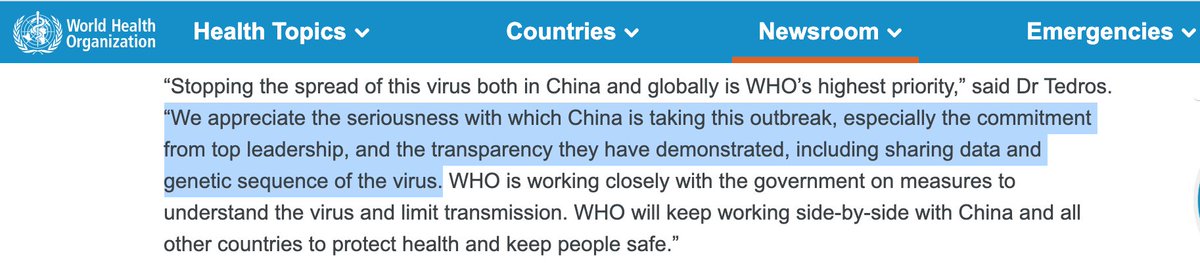 World Health
Organization
Health Topics
Countries
Newsroom
Emergencies
“Stopping the spread of this virus both in China and globally is WHO’s highest priority,” said Dr Tedros.
“We appreciate the seriousness with which China is taking this outbreak, especially the commitment
from top leadership, and the transparency they have demonstrated, including sharing data and
genetic sequence of the virus. WHO is working closely with the government on measures to
understand the virus and limit transmission. WHO will keep working side-by-side with China and all
other countries to protect health and keep people safe.”